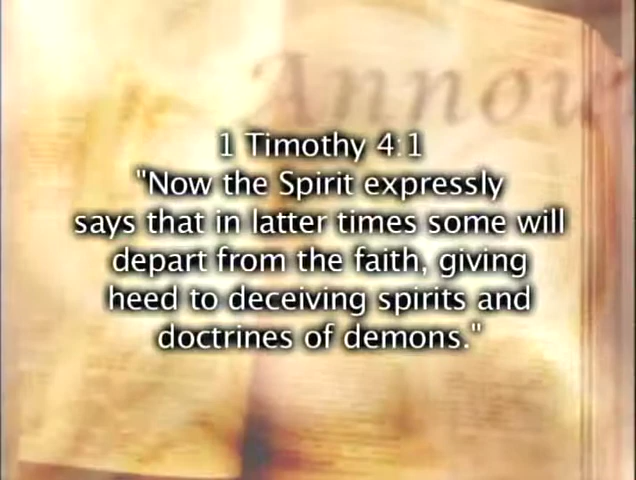 Annou
1 Timothy 4:1
"Now the Spirit expressly
says that in latter times some will
depart from the faith, giving
heed to deceiving spirits and
doctrines of demons."